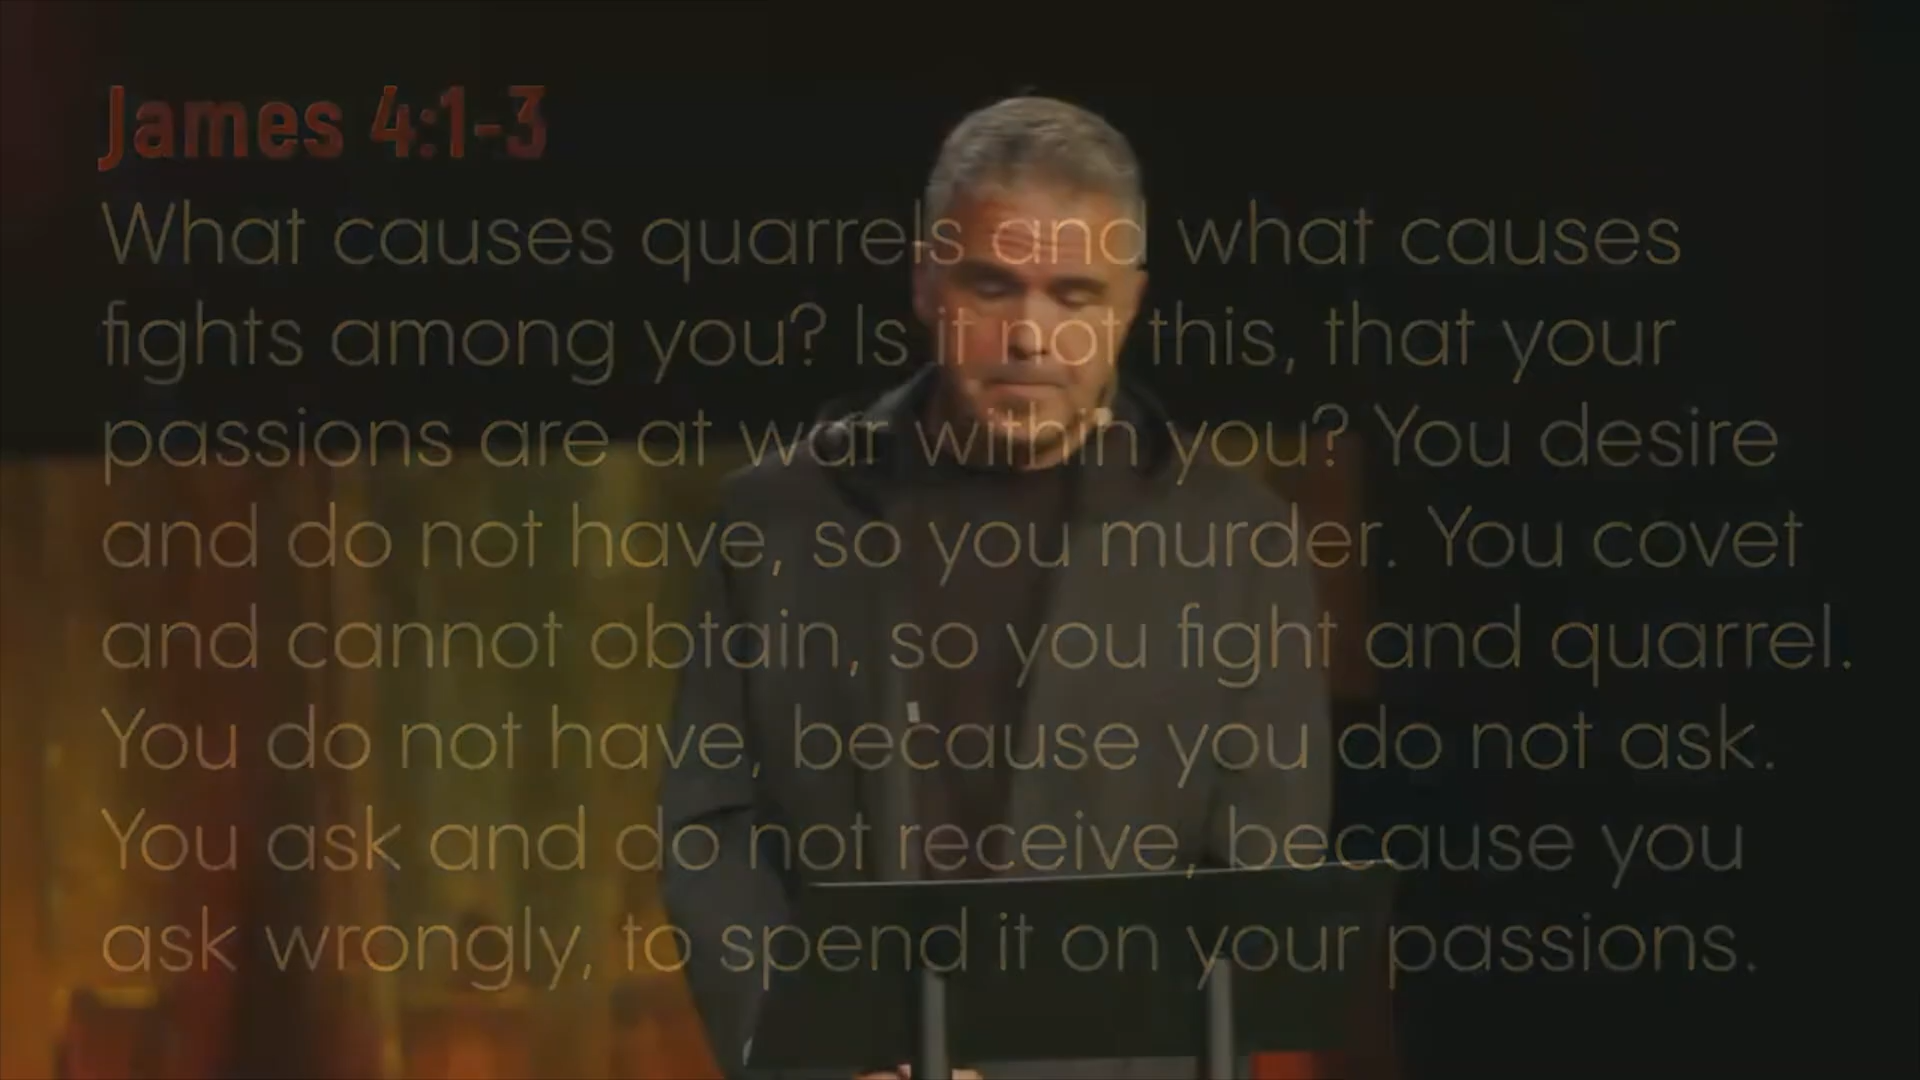 James 4:1-3
What causes quarrels and what causes
fights among you? Is it not this, that your
passions are at war within you? You desire
and do not have, so you murder. You covet
and cannot obtain, so you fight and quarrel.
You do not have, because you do not ask.
You ask and do not receive, because you
ask wrongly, to spend it on your passions.